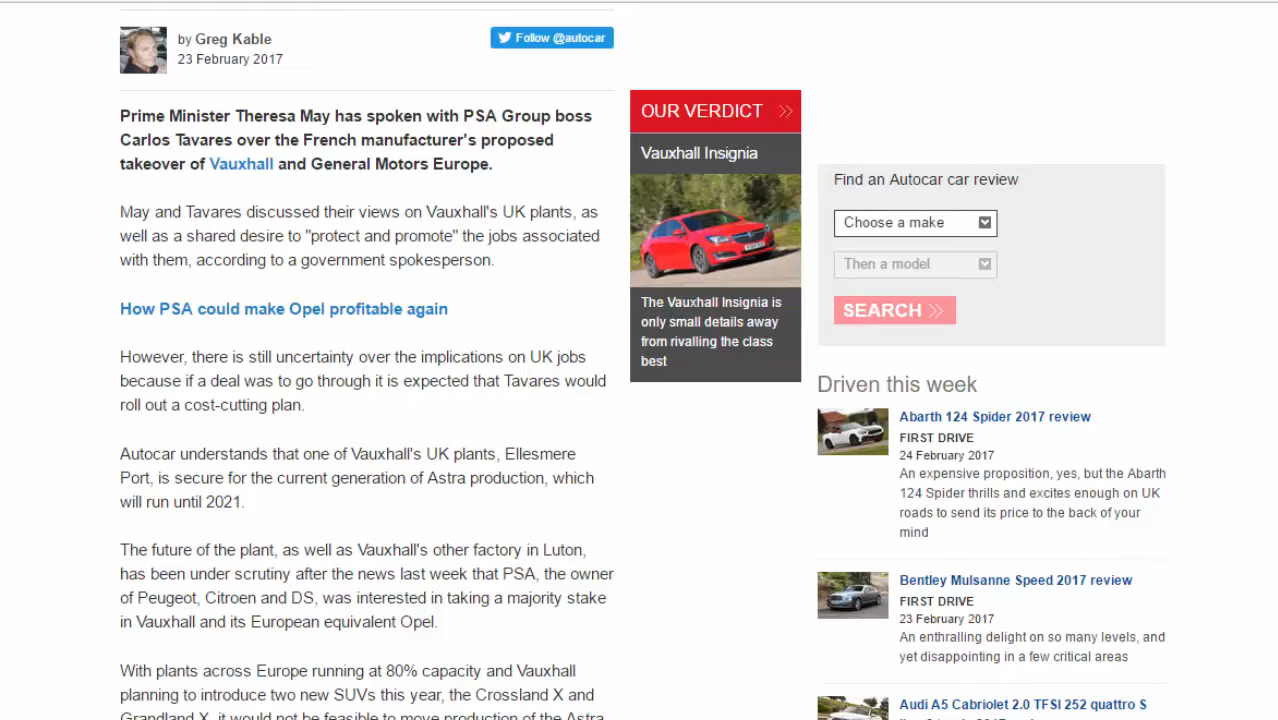 by Greg Kable
23 February 2017
Follow @autocar
Prime Minister Theresa May has spoken with PSA Group boss
Carlos Tavares over the French manufacturer's proposed
takeover of Vauxhall and General Motors Europe.
May and Tavares discussed their views on Vauxhall's UK plants, as
well as a shared desire to "protect and promote" the jobs associated
with them, according to a government spokesperson.
How PSA could make Opel profitable again
However, there is still uncertainty over the implications on UK jobs
because if a deal was to go through it is expected that Tavares would
roll out a cost-cutting plan.
Autocar understands that one of Vauxhall's UK plants, Ellesmere
Port, is secure for the current generation of Astra production, which
will run until 2021.
The future of the plant, as well as Vauxhall's other factory in Luton,
has been under scrutiny after the news last week that PSA, the owner
of Peugeot, Citroen and DS, was interested in taking a majority stake
in Vauxhall and its European equivalent Opel.
With plants across Europe running at 80% capacity and Vauxhall
planning to introduce two new SUVs this year, the Crossland X and
Grandland X, it would not be feasible to move production of the Astra
OUR VERDICT
Vauxhall Insignia
The Vauxhall Insignia is
only small details away
from rivalling the class
best
Find an Autocar car review
Choose a make
Then a model
SEARCH
Driven this week
Abarth 124 Spider 2017 review
FIRST DRIVE
24 February 2017
An expensive proposition, yes, but the Abarth
124 Spider thrills and excites enough on UK
roads to send its price to the back of your
mind
Bentley Mulsanne Speed 2017 review
FIRST DRIVE
23 February 2017
An enthralling delight on so many levels, and
yet disappointing in a few critical areas
Audi A5 Cabriolet 2.0 TFSI 252 quattro S